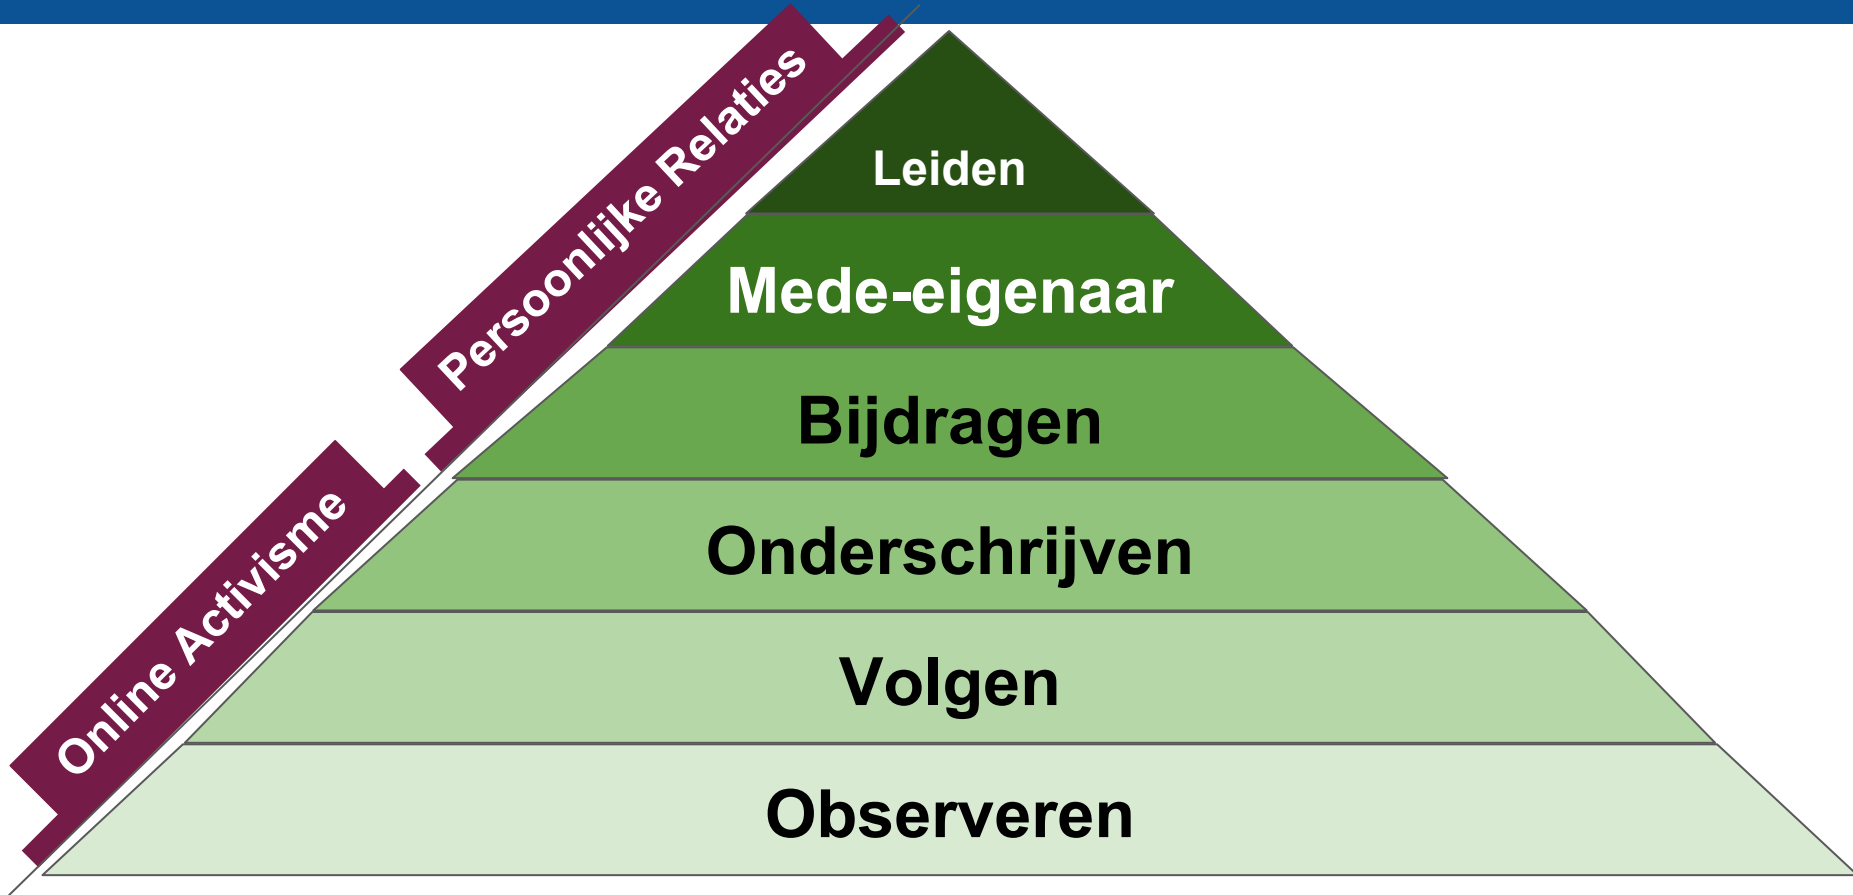 Persoonlijke Relaties
Online Activisme
Leiden
Mede-eigenaar
Bijdragen
Onderschrijven
Volgen
Observeren